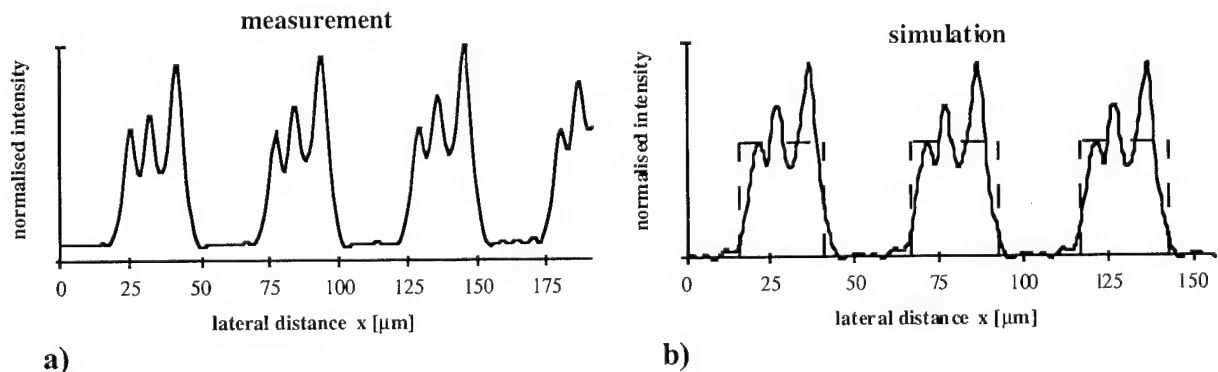 measurement
normalised intensity
0 25 50 75 100 125 150 175
lateral distance x [µm]
a)
simulation
normalised intensity
0 25 50 75 100 125 150
lateral distance x [µm]
b)